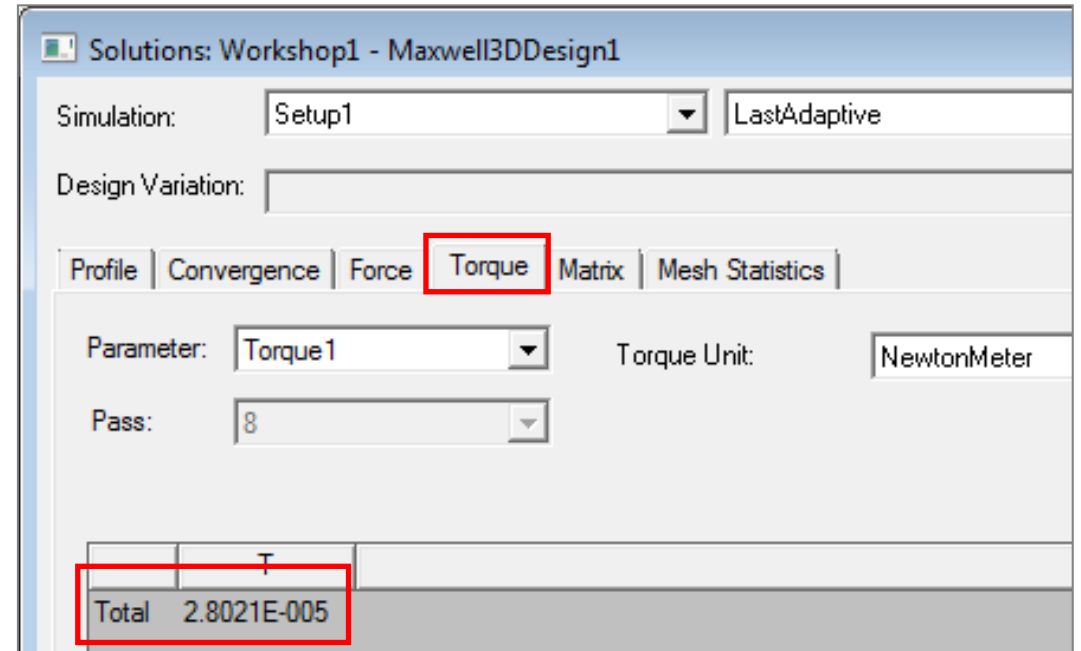 Solutions: Workshop1 - Maxwell3DDesign1
Simulation: Setup1 LastAdaptive
Design Variation:
Profile Convergence Force Torque Matrix Mesh Statistics
Parameter: Torque1 Torque Unit: NewtonMeter
Pass: 8
T
Total 2.8021E-005